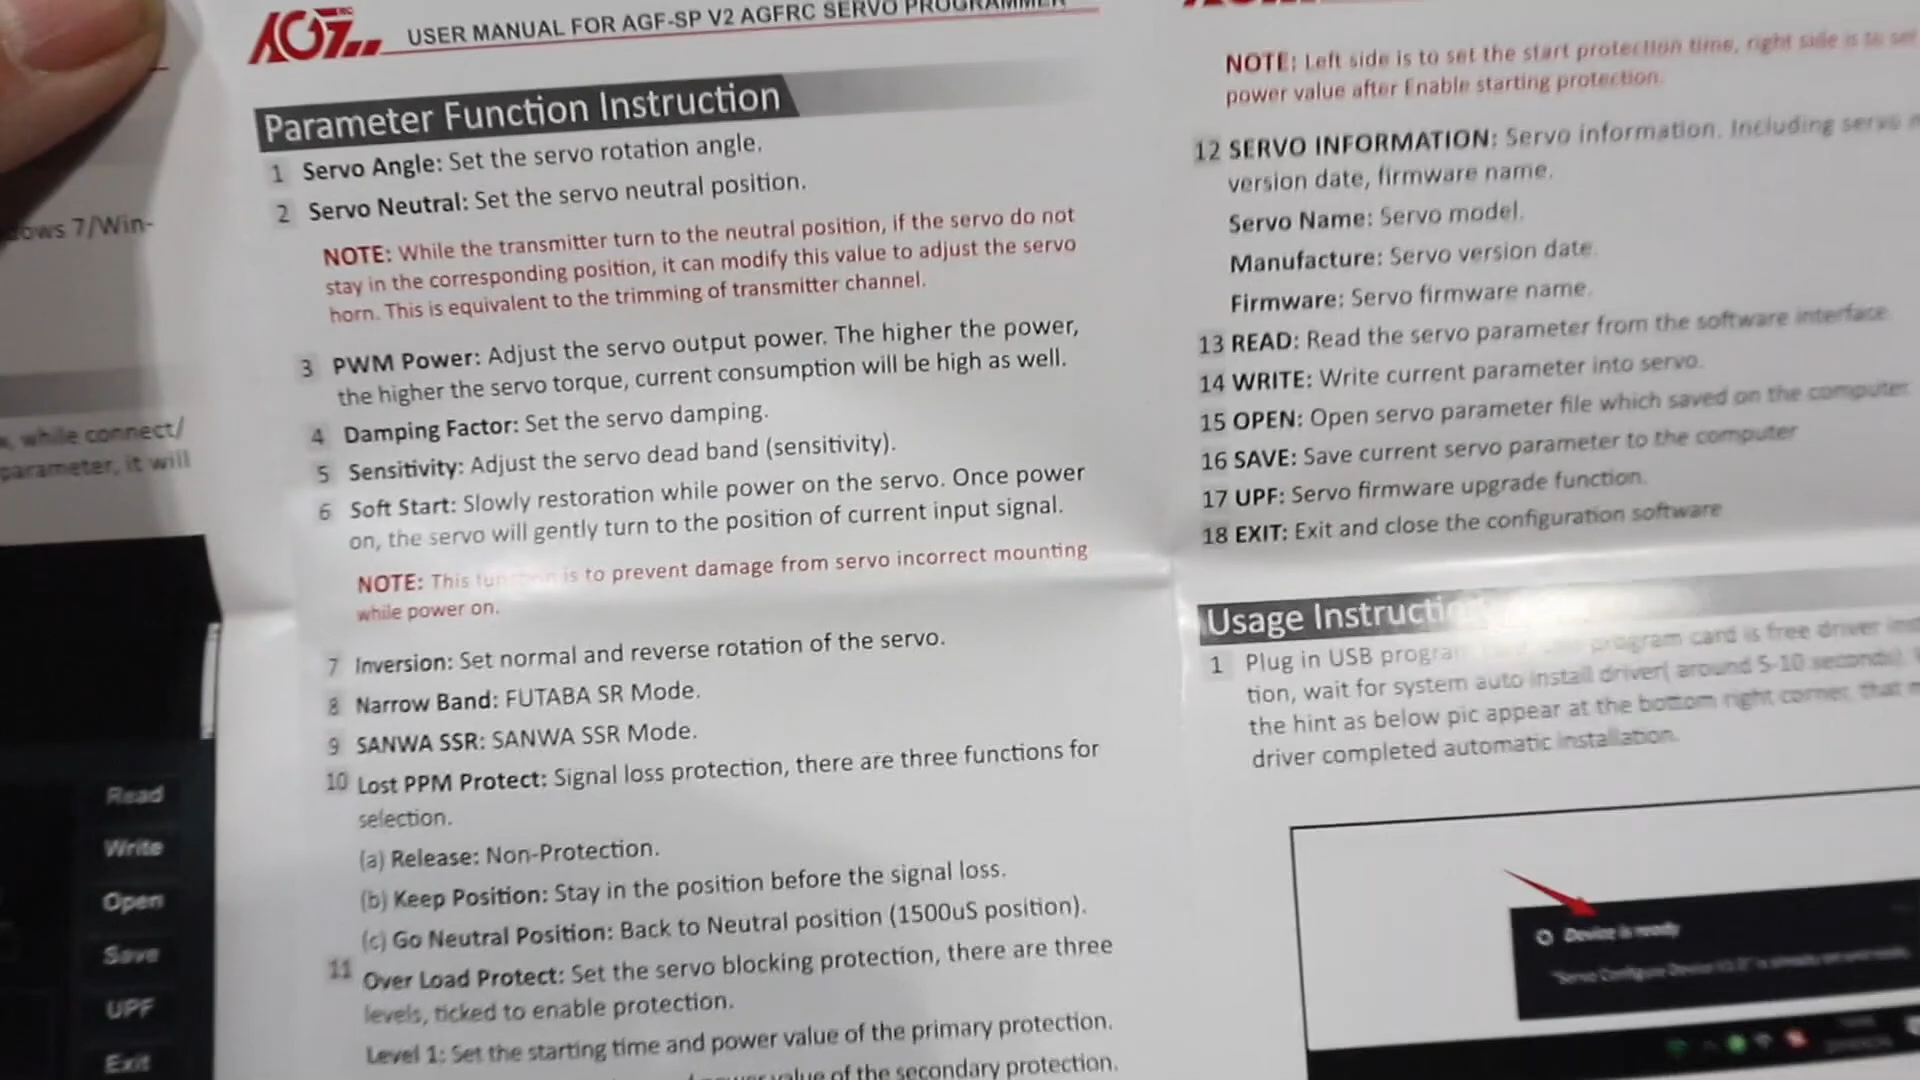 USER MANUAL FOR AGF-SP V2 AGFRC SERVO PROGRAMMER
Parameter Function Instruction
1 Servo Angle: Set the servo rotation angle.
2 Servo Neutral: Set the servo neutral position.
NOTE: While the transmitter turn to the neutral position, if the servo do not
stay in the corresponding position, it can modify this value to adjust the servo
horn. This is equivalent to the trimming of transmitter channel.
3 PWM Power: Adjust the servo output power. The higher the power,
the higher the servo torque, current consumption will be high as well.
4 Damping Factor: Set the servo damping.
5 Sensitivity: Adjust the servo dead band (sensitivity).
6 Soft Start: Slowly restoration while power on the servo. Once power
on, the servo will gently turn to the position of current input signal.
NOTE: This function is to prevent damage from servo incorrect mounting
while power on.
7 Inversion: Set normal and reverse rotation of the servo.
8 Narrow Band: FUTABA SR Mode.
9 SANWA SSR: SANWA SSR Mode.
10 Lost PPM Protect: Signal loss protection, there are three functions for
selection.
(a) Release: Non-Protection.
(b) Keep Position: Stay in the position before the signal loss.
(c) Go Neutral Position: Back to Neutral position (1500uS position).
11 Over Load Protect: Set the servo blocking protection, there are three
levels, ticked to enable protection.
Level 1: Set the starting time and power value of the primary protection.
power value of the secondary protection.
NOTE: Left side is to set the start protection time, right side is to set
power value after Enable starting protection.
12 SERVO INFORMATION: Servo information. Including servo
version date, firmware name.
Servo Name: Servo model.
Manufacture: Servo version date.
Firmware: Servo firmware name.
13 READ: Read the servo parameter from the software interface.
14 WRITE: Write current parameter into servo.
15 OPEN: Open servo parameter file which saved on the computer.
16 SAVE: Save current servo parameter to the computer
17 UPF: Servo firmware upgrade function.
18 EXIT: Exit and close the configuration software
Usage Instructio
1 Plug in USB program card is free driver
tion, wait for system auto install driver( around 5-10 seconds).
the hint as below pic appear at the bottom right corner, that
driver completed automatic installation.
Device is ready
dows 7/Win-
while connect/
parameter, it will
Read
Write
Open
Save
UPF
Exit